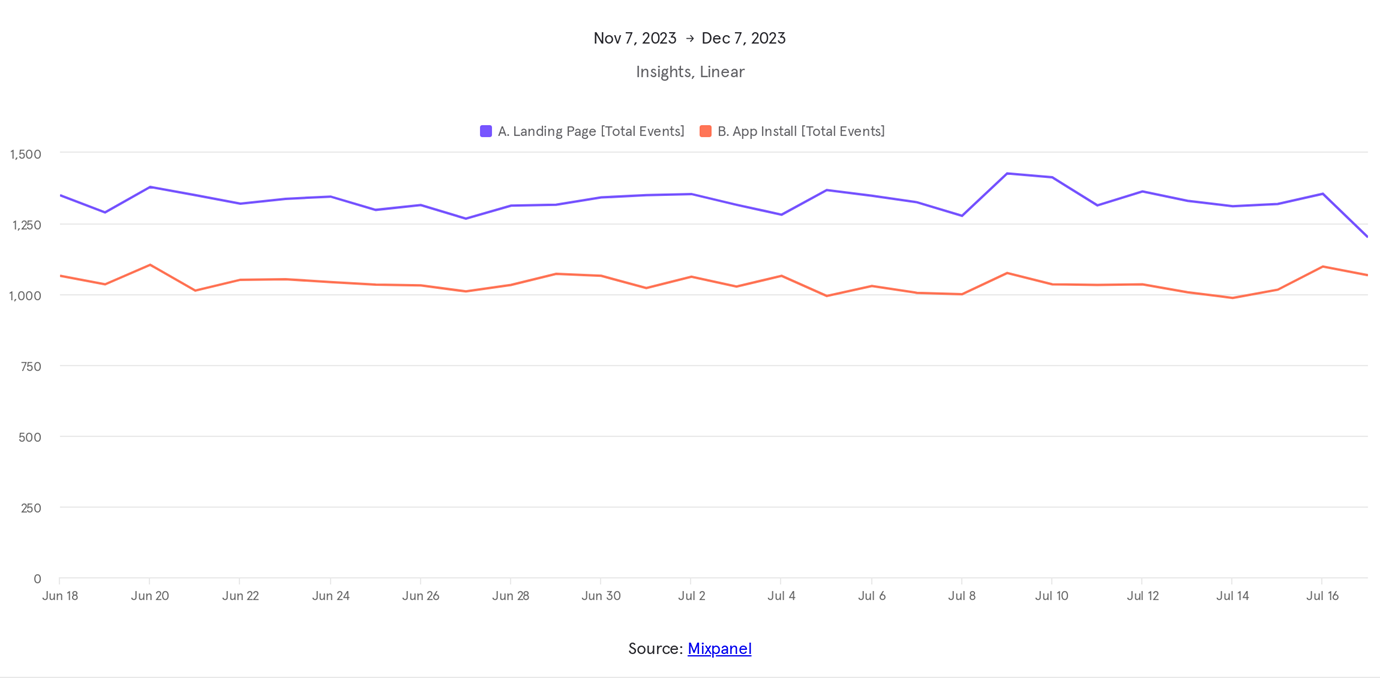 Nov 7, 2023 → Dec 7, 2023
Insights, Linear
A. Landing Page [Total Events] B. App Install [Total Events]
1,500
1,250
1,000
750
500
250
0
Jun 18 Jun 20 Jun 22 Jun 24 Jun 26 Jun 28 Jun 30 Jul 2 Jul 4 Jul 6 Jul 8 Jul 10 Jul 12 Jul 14 Jul 16
Source: Mixpanel